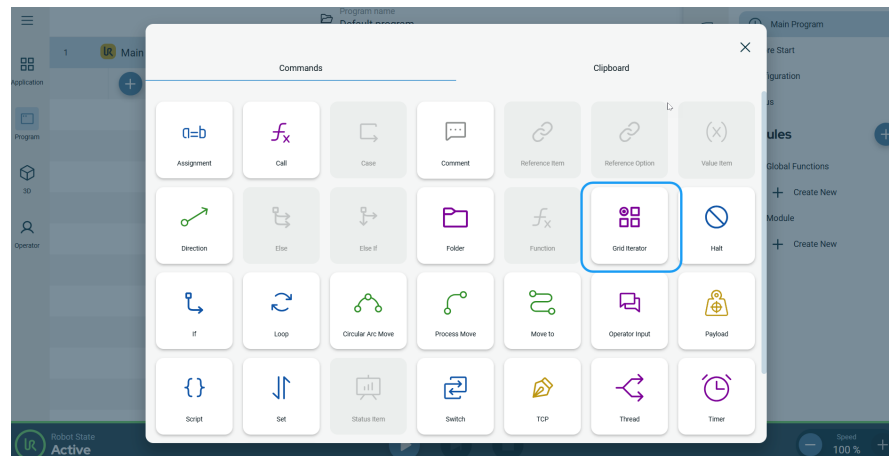 Program name
Default program
Main Program
1 Main
Commands
Clipboard
Application
Program
3D
Operator
Assignment
Call
Case
Comment
Reference Item
Reference Option
Value Item
Direction
Else
Else If
Folder
Function
Grid Iterator
Halt
If
Loop
Circular Arc Move
Process Move
Move to
Operator Input
Payload
Script
Set
Status Item
Switch
TCP
Thread
Timer
re Start
Global Functions
Create New
Module
Create New
Robot State
Active
Speed
100 %